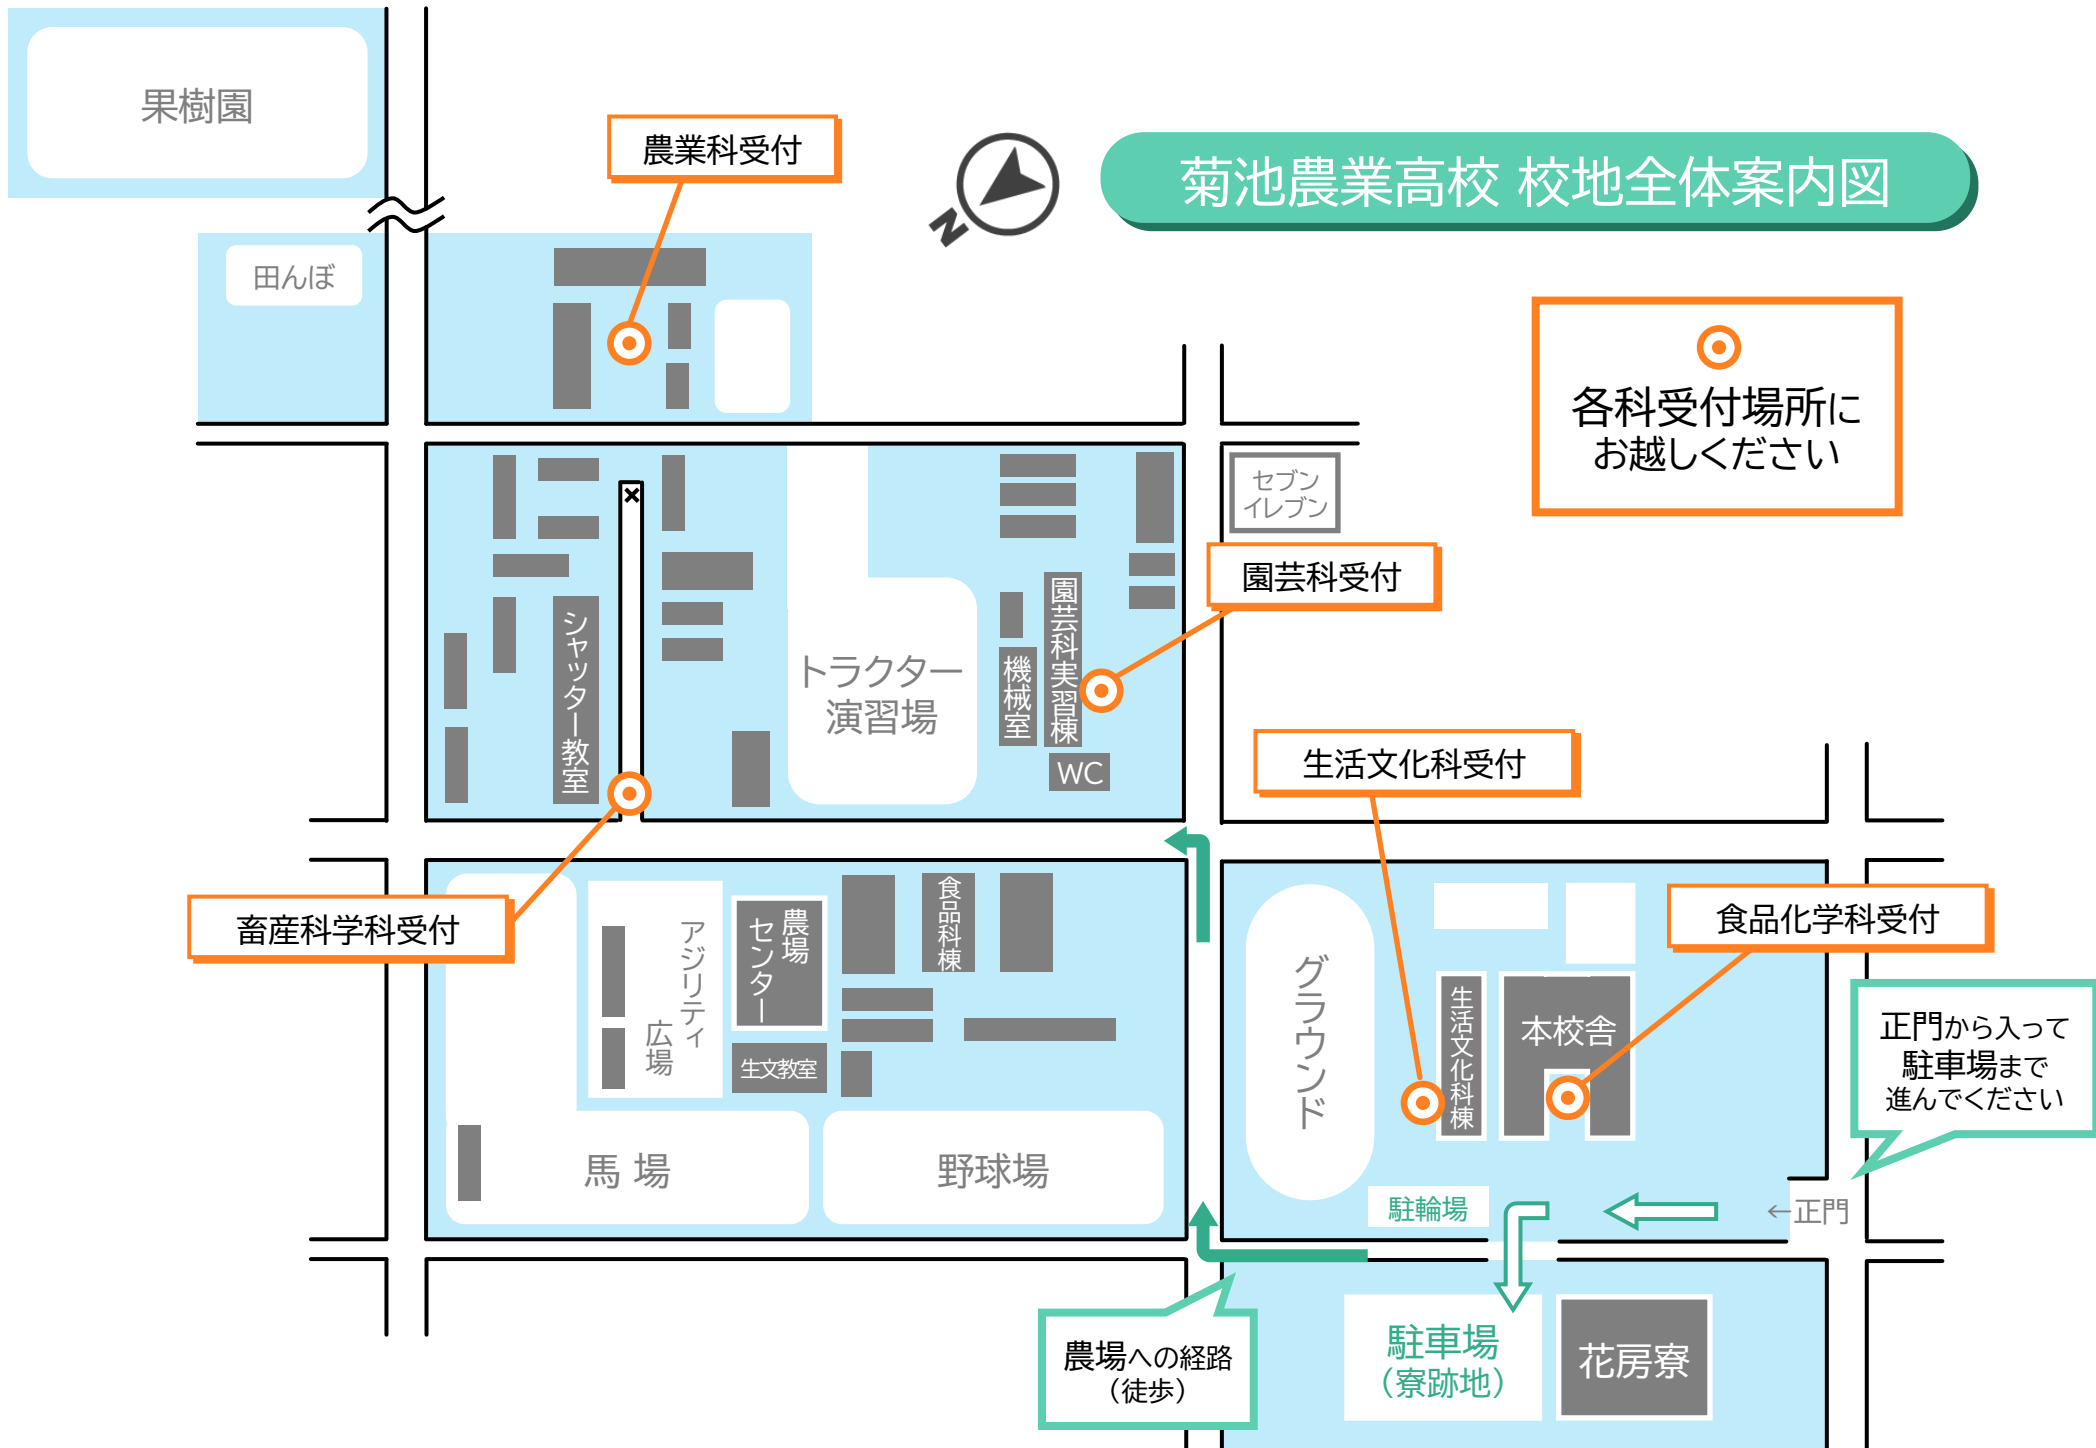 果樹園
農業科受付
N
菊池農業高校 校地全体案内図
田んぼ
各科受付場所に
お越しください
セブン
イレブン
園芸科受付
シャッター教室
トラクター
演習場
機械室
園芸科実習棟
WC
生活文化科受付
畜産科学科受付
アジリティ
広場
農場
センター
食品科棟
生文教室
馬 場
野球場
グラウンド
生活文化科棟
本校舎
食品化学科受付
正門から入って
駐車場まで
進んでください
駐輪場
←正門
農場への経路
（徒歩）
駐車場
（寮跡地）
花房寮